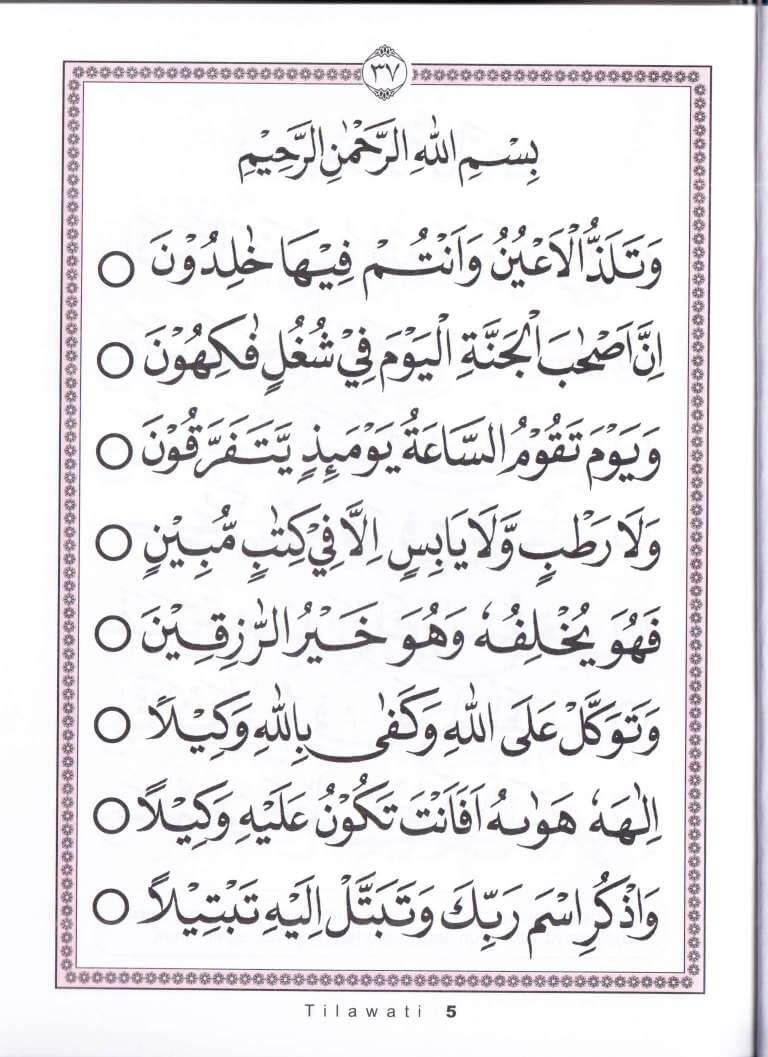 ٣٧
بِسْمِ اللهِ الرَّحْمٰنِ الرَّحِيْمِ
وَتَلَذُّ الْاَعْيُنُ وَاَنْتُمْ فِيْهَا خٰلِدُوْنَ ○
اِنَّ اَصْحٰبَ الْجَنَّةِ الْيَوْمَ فِيْ شُغُلٍ فٰكِهُوْنَ ○
وَيَوْمَ تَقُوْمُ السَّاعَةُ يَوْمَئِذٍ يَّتَفَرَّقُوْنَ ○
وَلَا رَطْبٍ وَّلَا يَابِسٍ اِلَّا فِيْ كِتٰبٍ مُّبِيْنٍ ○
فَهُوَ يُخْلِفُهٗ وَهُوَ خَيْرُ الرّٰزِقِيْنَ ○
وَتَوَكَّلْ عَلَى اللهِ وَكَفٰى بِاللهِ وَكِيْلًا ○
اِلٰهَهٗ هَوٰىهُ اَفَاَنْتَ تَكُوْنُ عَلَيْهِ وَكِيْلًا ○
وَاذْكُرِ اسْمَ رَبِّكَ وَتَبَتَّلْ اِلَيْهِ تَبْتِيْلًا ○
Tilawati 5